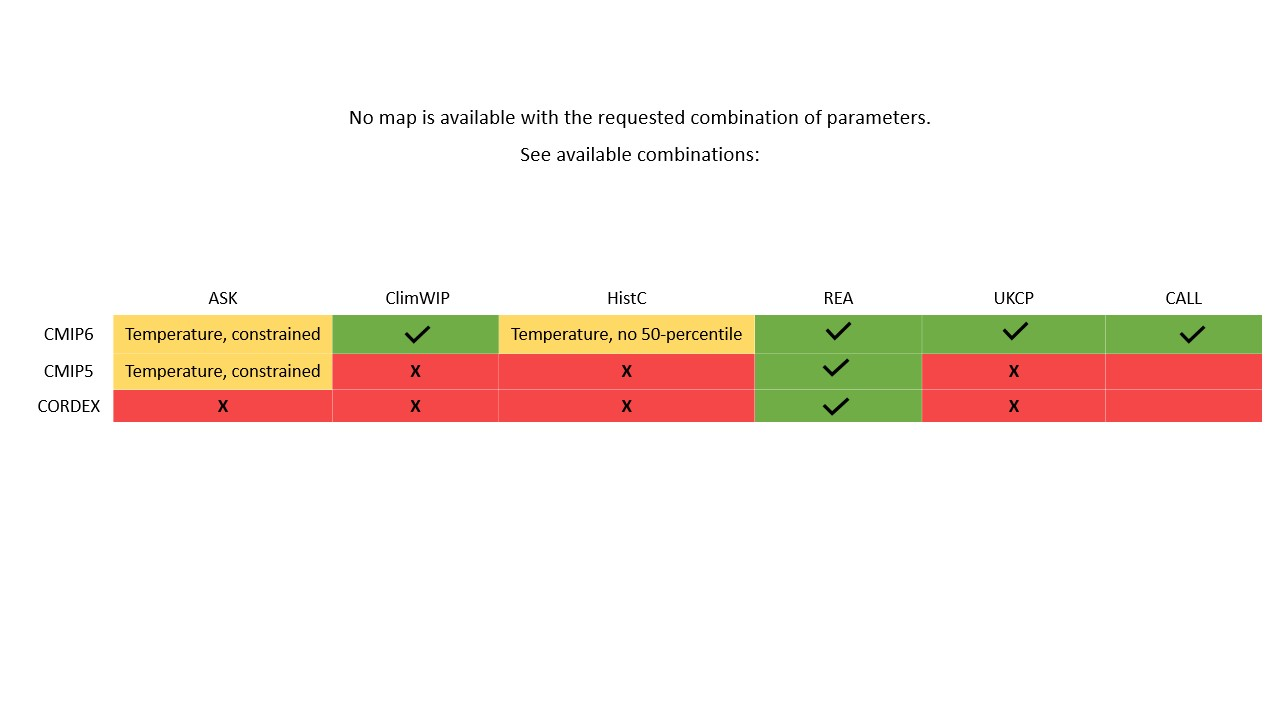 No map is available with the requested combination of parameters.
See available combinations:
ASK ClimWIP HistC REA UKCP CALL
CMIP6 Temperature, constrained ✓ Temperature, no 50-percentile ✓ ✓ ✓
CMIP5 Temperature, constrained X X ✓ X
CORDEX X X X ✓ X